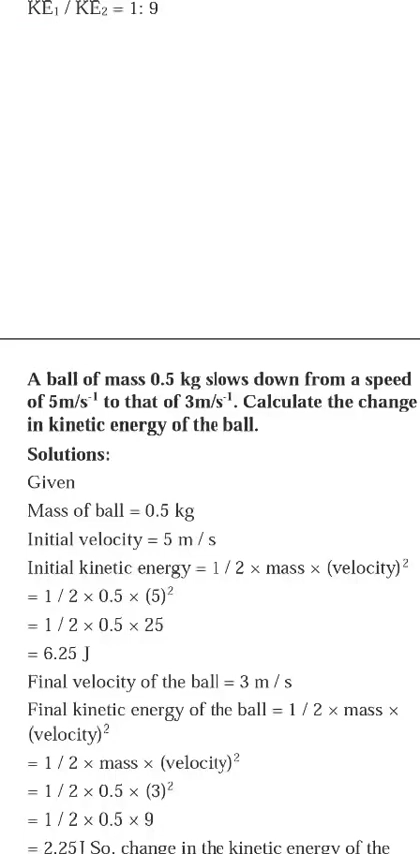 KE₁ / KE₂ = 1: 9
A ball of mass 0.5 kg slows down from a speed
of 5m/s⁻¹ to that of 3m/s⁻¹. Calculate the change
in kinetic energy of the ball.
Solutions:
Given
Mass of ball = 0.5 kg
Initial velocity = 5 m / s
Initial kinetic energy = 1 / 2 × mass × (velocity)²
= 1 / 2 × 0.5 × (5)²
= 1 / 2 × 0.5 × 25
= 6.25 J
Final velocity of the ball = 3 m / s
Final kinetic energy of the ball = 1 / 2 × mass ×
(velocity)²
= 1 / 2 × mass × (velocity)²
= 1 / 2 × 0.5 × (3)²
= 1 / 2 × 0.5 × 9
= 2.25J So, change in the kinetic energy of the